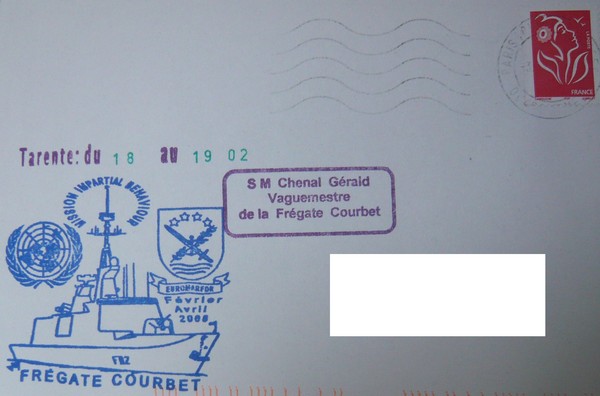 FRANCE
Tarente: du 18 au 19 02
S M Chenal Gérald
Vaguemestre
de la Frégate Courbet
MISSION IMPARTIAL BEHAVIOUR
EUROMARFOR
Février
Avril
2008
F712
FRÉGATE COURBET